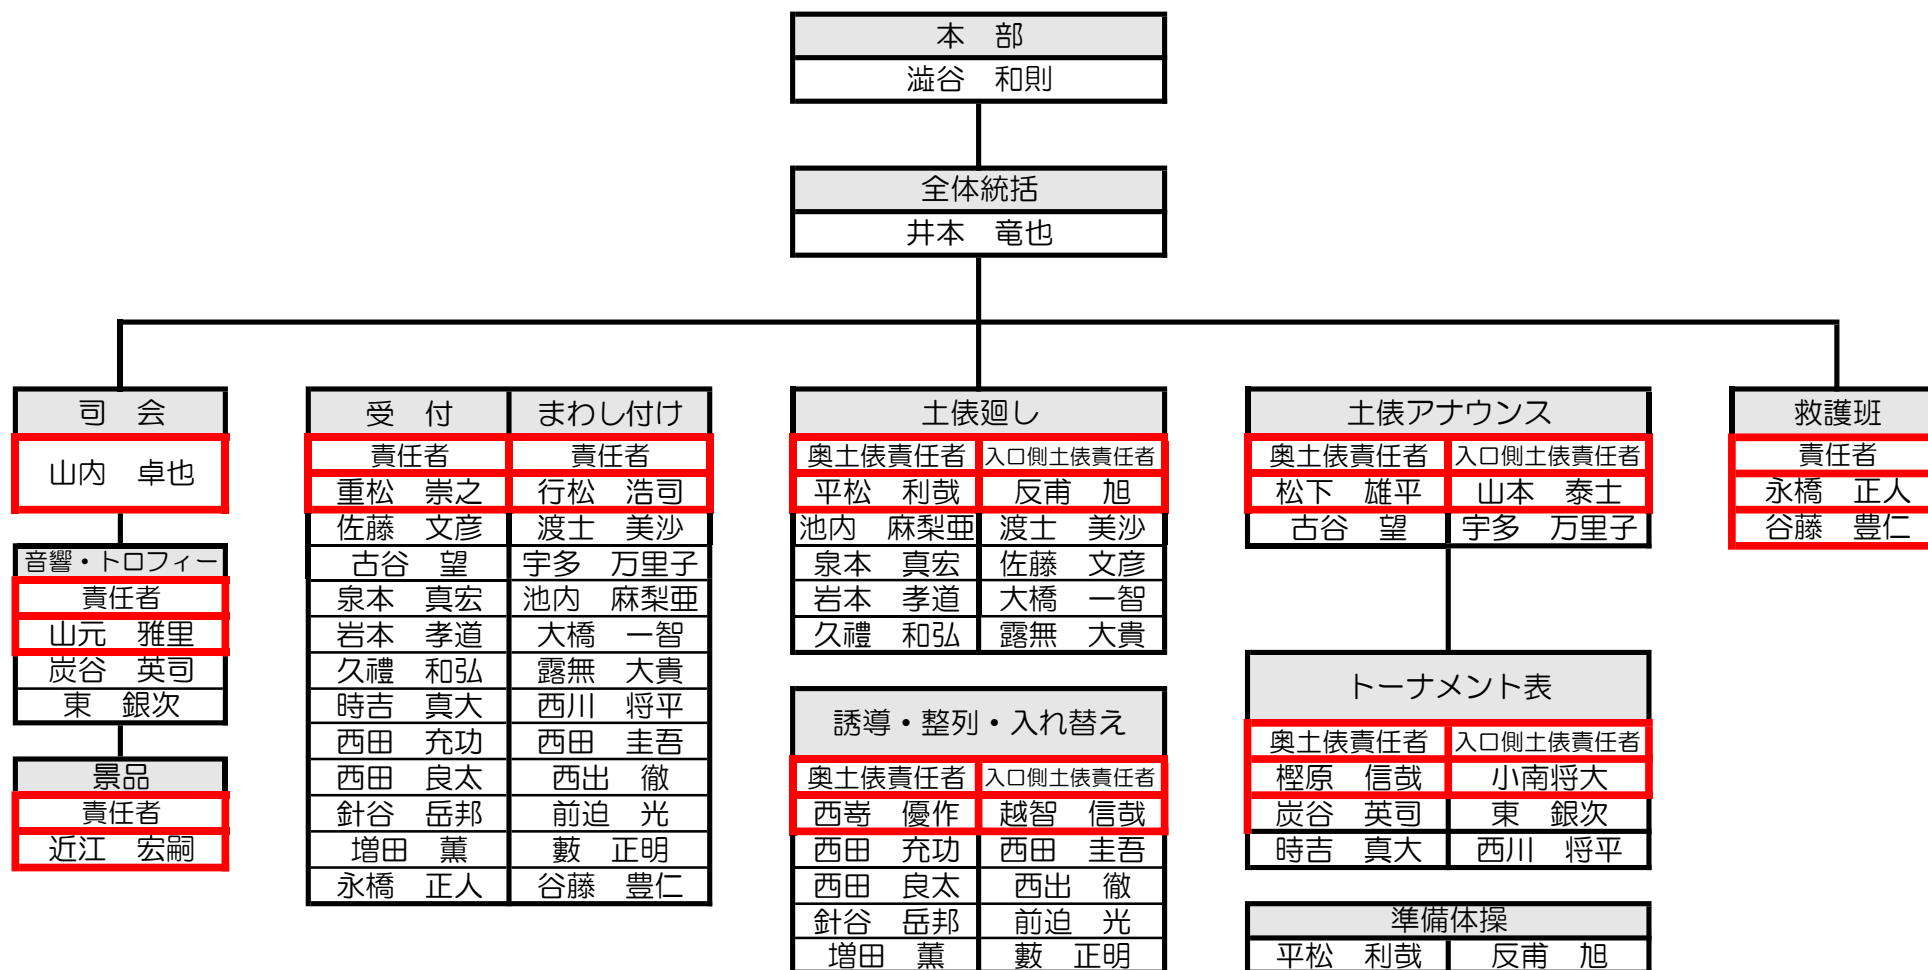 本　部
澁谷　和則
全体統括
井本　竜也
司　会
山内　卓也
音響・トロフィー
責任者
山元　雅里
炭谷　英司
東　銀次
景品
責任者
近江　宏嗣
受　付　まわし付け
責任者　責任者
重松　崇之　行松　浩司
佐藤　文彦　渡士　美沙
古谷　望　宇多　万里子
泉本　真宏　池内　麻梨亜
岩本　孝道　大橋　一智
久禮　和弘　露無　大貴
時吉　真大　西川　将平
西田　充功　西田　圭吾
西田　良太　西出　徹
針谷　岳邦　前迫　光
増田　薫　藪　正明
永橋　正人　谷藤　豊仁
土俵廻し
奥土俵責任者　入口側土俵責任者
平松　利哉　反甫　旭
池内　麻梨亜　渡士　美沙
泉本　真宏　佐藤　文彦
岩本　孝道　大橋　一智
久禮　和弘　露無　大貴
誘導・整列・入れ替え
奥土俵責任者　入口側土俵責任者
西嵜　優作　越智　信哉
西田　充功　西田　圭吾
西田　良太　西出　徹
針谷　岳邦　前迫　光
増田　薫　藪　正明
土俵アナウンス
奥土俵責任者　入口側土俵責任者
松下　雄平　山本　泰士
古谷　望　宇多　万里子
トーナメント表
奥土俵責任者　入口側土俵責任者
樫原　信哉　小南将大
炭谷　英司　東　銀次
時吉　真大　西川　将平
準備体操
平松　利哉　反甫　旭
救護班
責任者
永橋　正人
谷藤　豊仁